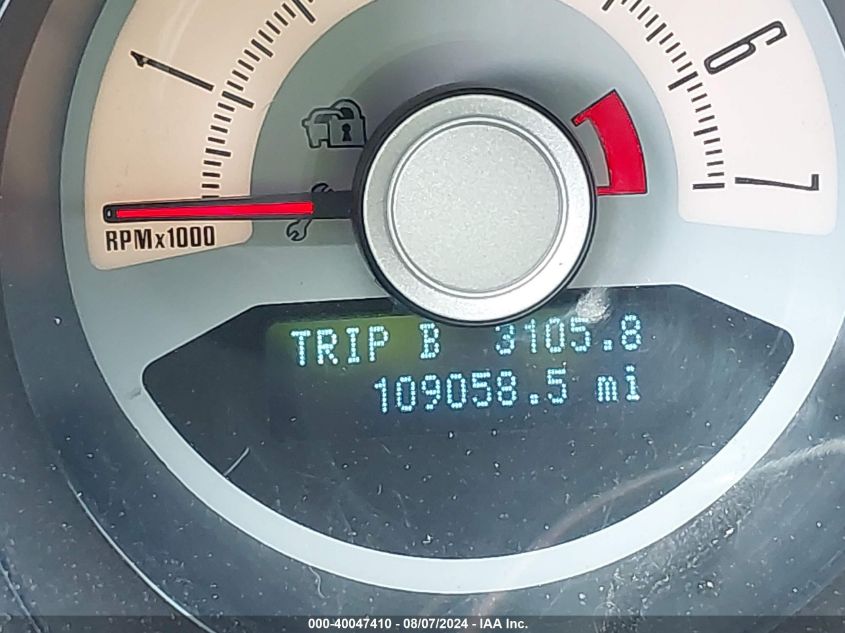 1
6
7
RPMx1000
TRIP B 3105.8
109058.5 mi
000-40047410 - 08/07/2024 - IAA Inc.